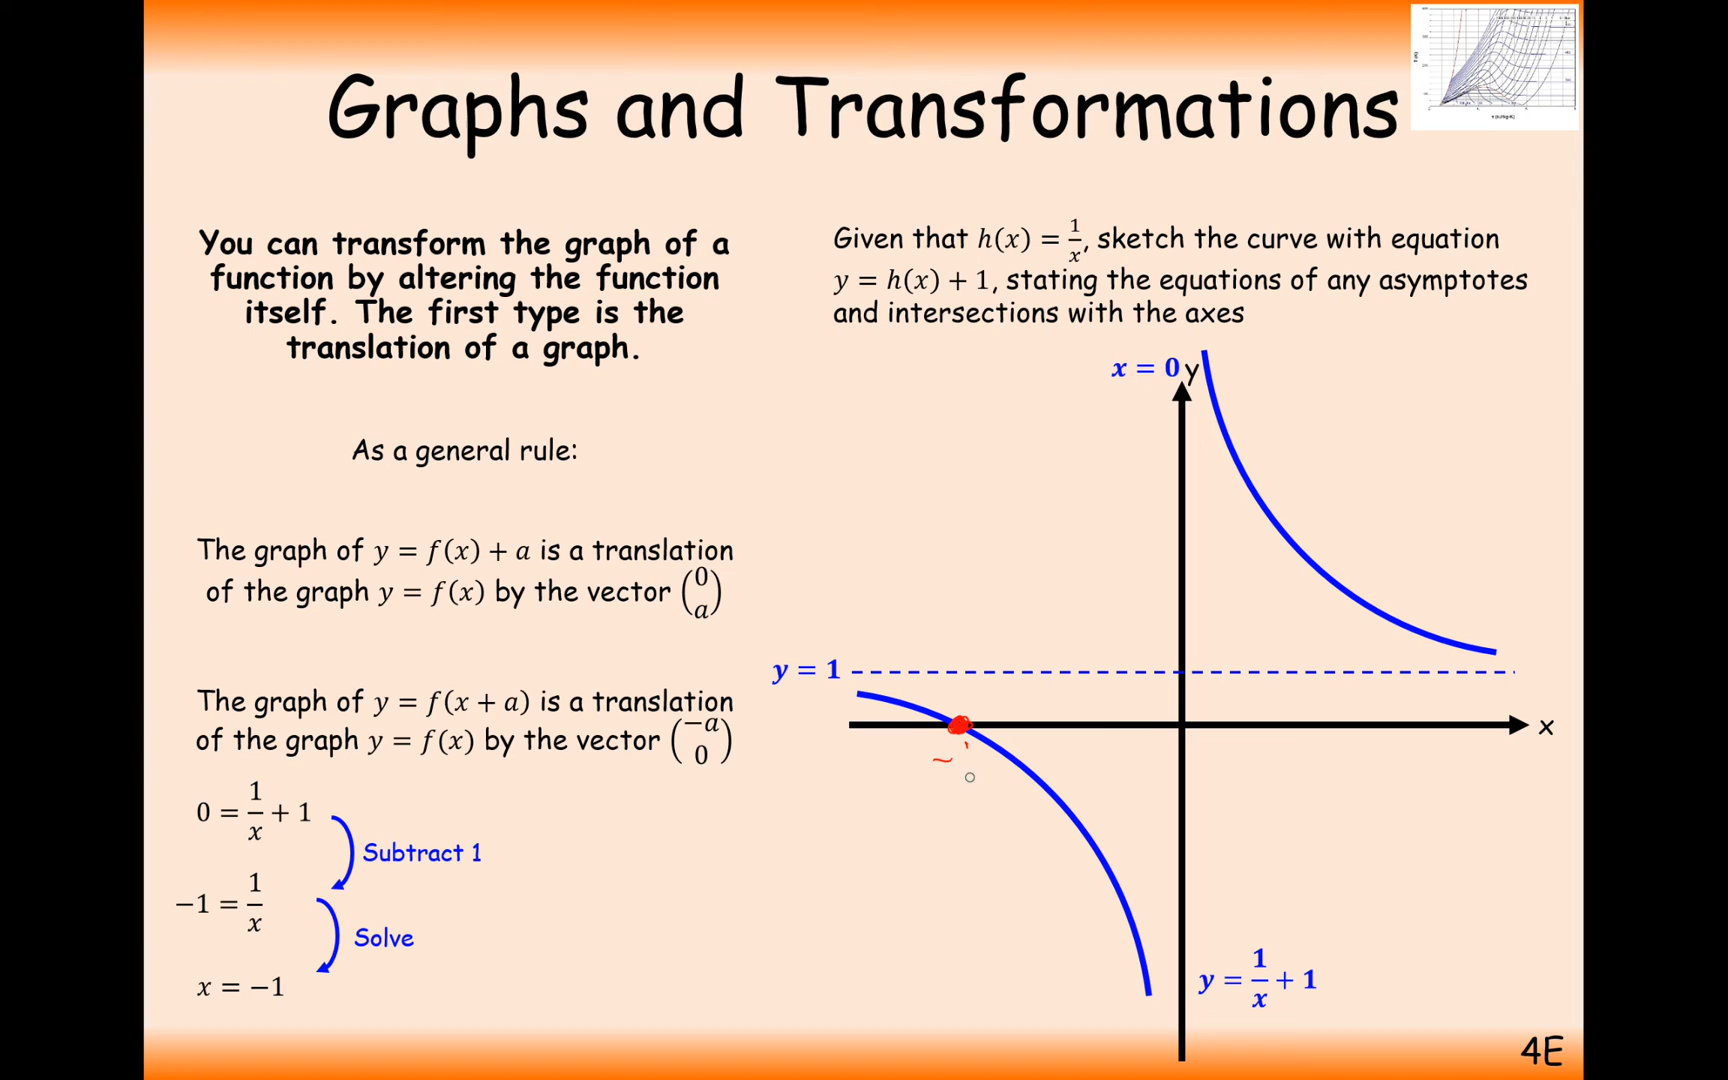 Graphs and Transformations
You can transform the graph of a
function by altering the function
itself. The first type is the
translation of a graph.
As a general rule:
The graph of y = f(x) + a is a translation
of the graph y = f(x) by the vector (0 a)
The graph of y = f(x + a) is a translation
of the graph y = f(x) by the vector (−a 0)
0 = 1/x + 1
Subtract 1
−1 = 1/x
Solve
x = −1
Given that h(x) = 1/x, sketch the curve with equation
y = h(x) + 1, stating the equations of any asymptotes
and intersections with the axes
x = 0 y
y = 1
x
y = 1/x + 1
4E